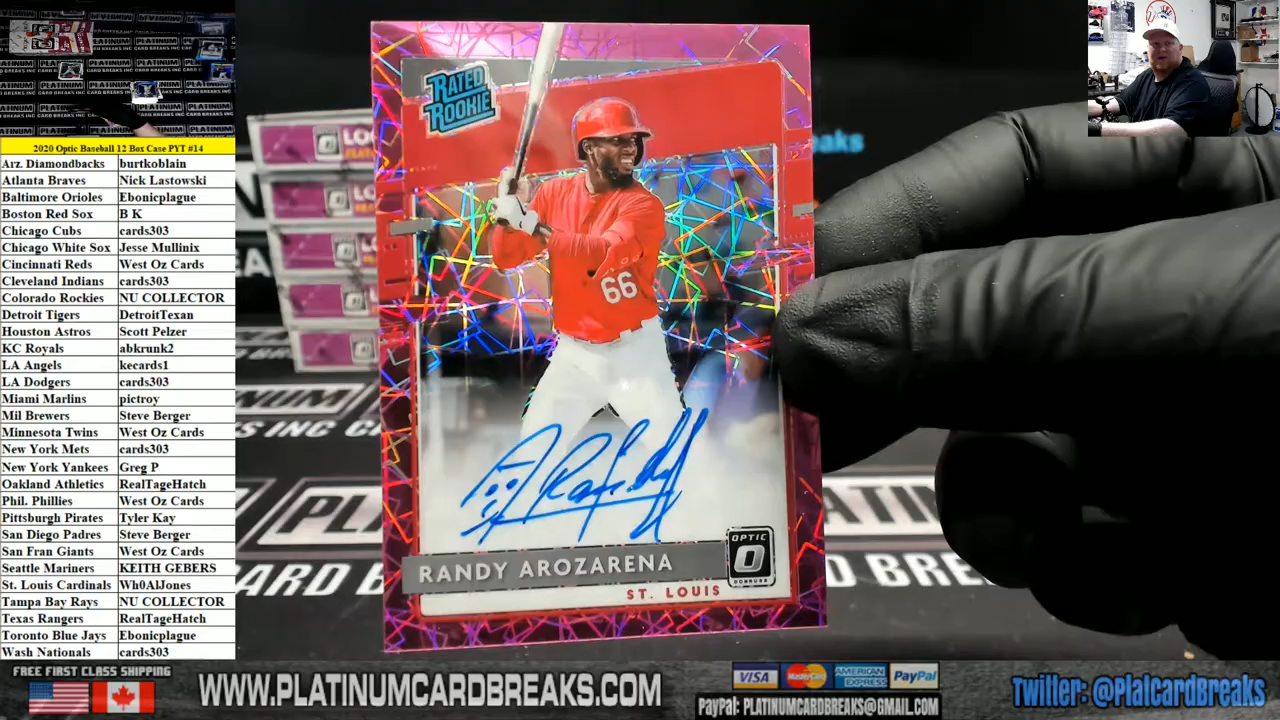 2020 Optic Baseball 12 Box Case PYT #14
Arz. Diamondbacks burtkoblain
Atlanta Braves Nick Lastowski
Baltimore Orioles Ebonicplague
Boston Red Sox B K
Chicago Cubs cards303
Chicago White Sox Jesse Mullinix
Cincinnati Reds West Oz Cards
Cleveland Indians cards303
Colorado Rockies NU COLLECTOR
Detroit Tigers DetroitTexan
Houston Astros Scott Pelzer
KC Royals abkrunk2
LA Angels kecards1
LA Dodgers cards303
Miami Marlins pictroy
Mil Brewers Steve Berger
Minnesota Twins West Oz Cards
New York Mets cards303
New York Yankees Greg P
Oakland Athletics RealTageHatch
Phil. Phillies West Oz Cards
Pittsburgh Pirates Tyler Kay
San Diego Padres Steve Berger
San Fran Giants West Oz Cards
Seattle Mariners KEITH GEBERS
St. Louis Cardinals Wh0AlJones
Tampa Bay Rays NU COLLECTOR
Texas Rangers RealTageHatch
Toronto Blue Jays Ebonicplague
Wash Nationals cards303
RATED
ROOKIE
66
OPTIC
O
DONRUSS
RANDY AROZARENA
ST. LOUIS
FREE FIRST CLASS SHIPPING
WWW.PLATINUMCARDBREAKS.COM
VISA MasterCard AMERICAN EXPRESS PayPal
PayPal: PLATINUMCARDBREAKS@GMAIL.COM
Twitter: @PlatCardBreaks